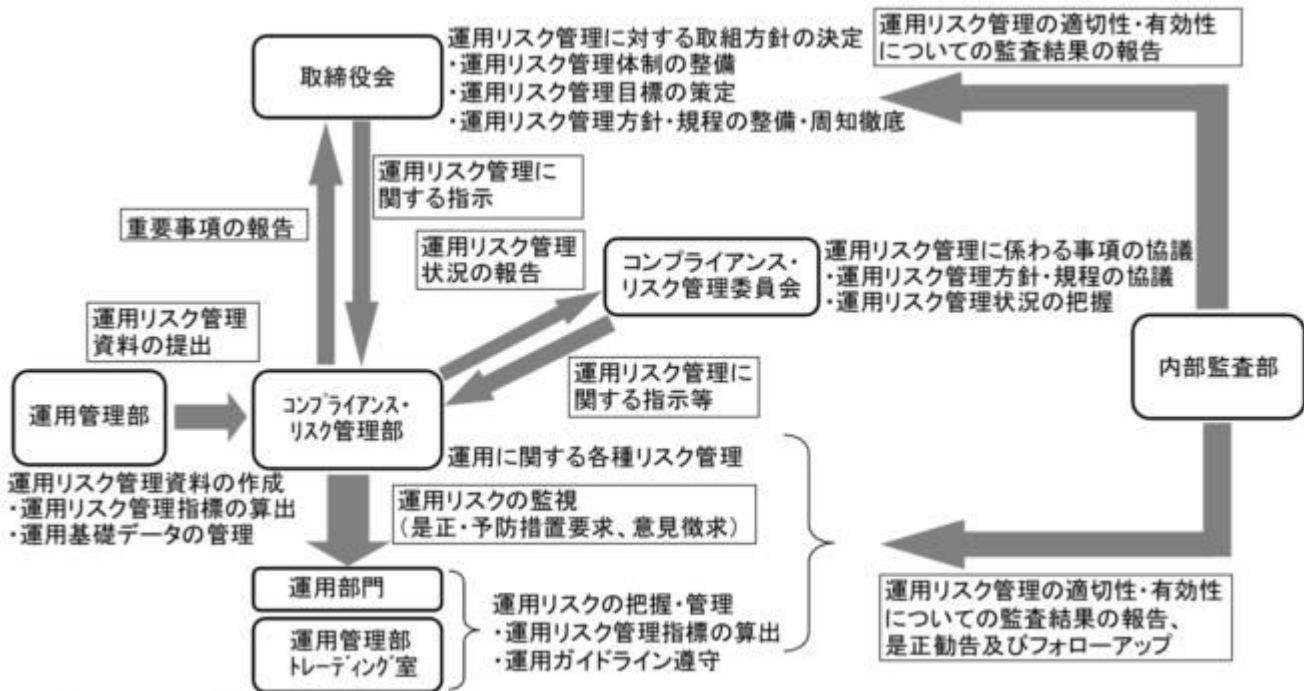 取締役会
運用リスク管理に対する取組方針の決定
・運用リスク管理体制の整備
・運用リスク管理目標の策定
・運用リスク管理方針・規程の整備・周知徹底
運用リスク管理の適切性・有効性
についての監査結果の報告
運用リスク管理に
関する指示
重要事項の報告
運用リスク管理
状況の報告
コンプライアンス・
リスク管理委員会
運用リスク管理に係わる事項の協議
・運用リスク管理方針・規程の協議
・運用リスク管理状況の把握
運用リスク管理
資料の提出
内部監査部
運用管理部
コンプライアンス・
リスク管理部
運用リスク管理に
関する指示等
運用に関する各種リスク管理
運用リスク管理資料の作成
・運用リスク管理指標の算出
・運用基礎データの管理
運用リスクの監視
（是正・予防措置要求、意見徴求）
運用部門
運用管理部
トレーディング室
運用リスクの把握・管理
・運用リスク管理指標の算出
・運用ガイドライン遵守
運用リスク管理の適切性・有効性
についての監査結果の報告、
是正勧告及びフォローアップ